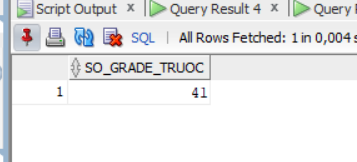 Script Output × Query Result 4 × Query
SQL | All Rows Fetched: 1 in 0,004 s
SO_GRADE_TRUOC
1 41